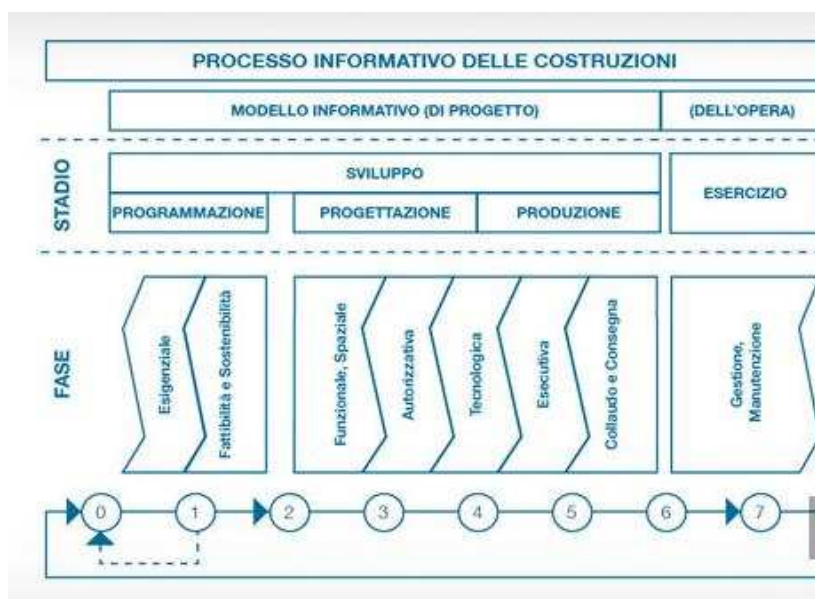 PROCESSO INFORMATIVO DELLE COSTRUZIONI
MODELLO INFORMATIVO (DI PROGETTO)
(DELL'OPERA)
STADIO
SVILUPPO
ESERCIZIO
PROGRAMMAZIONE
PROGETTAZIONE
PRODUZIONE
FASE
Esigenziale
Fattibilità e Sostenibilità
Funzionale, Spaziale
Autorizzativa
Tecnologica
Esecutiva
Collaudo e Consegna
Gestione,
Manutenzione
0 1 2 3 4 5 6 7